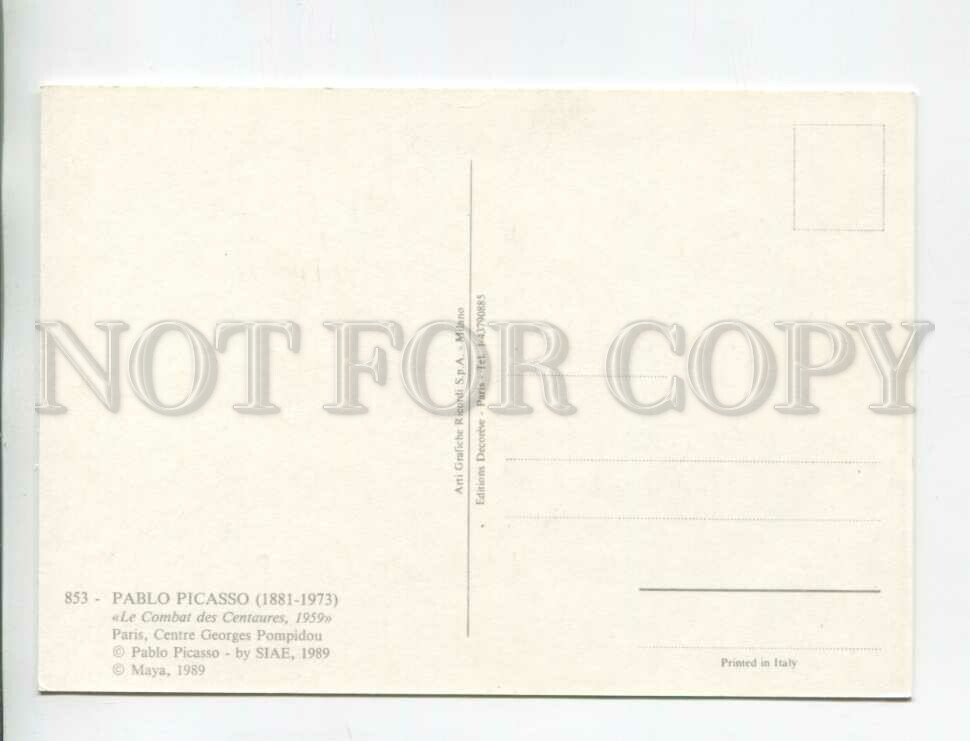 NOT FOR COPY
Arti Grafiche Ricordi S.p.A. - Milano
Editions Decorèse - Paris - Tel. 1-43790885
853 - PABLO PICASSO (1881-1973)
«Le Combat des Centaures, 1959»
Paris, Centre Georges Pompidou
© Pablo Picasso - by SIAE, 1989
© Maya, 1989
Printed in Italy